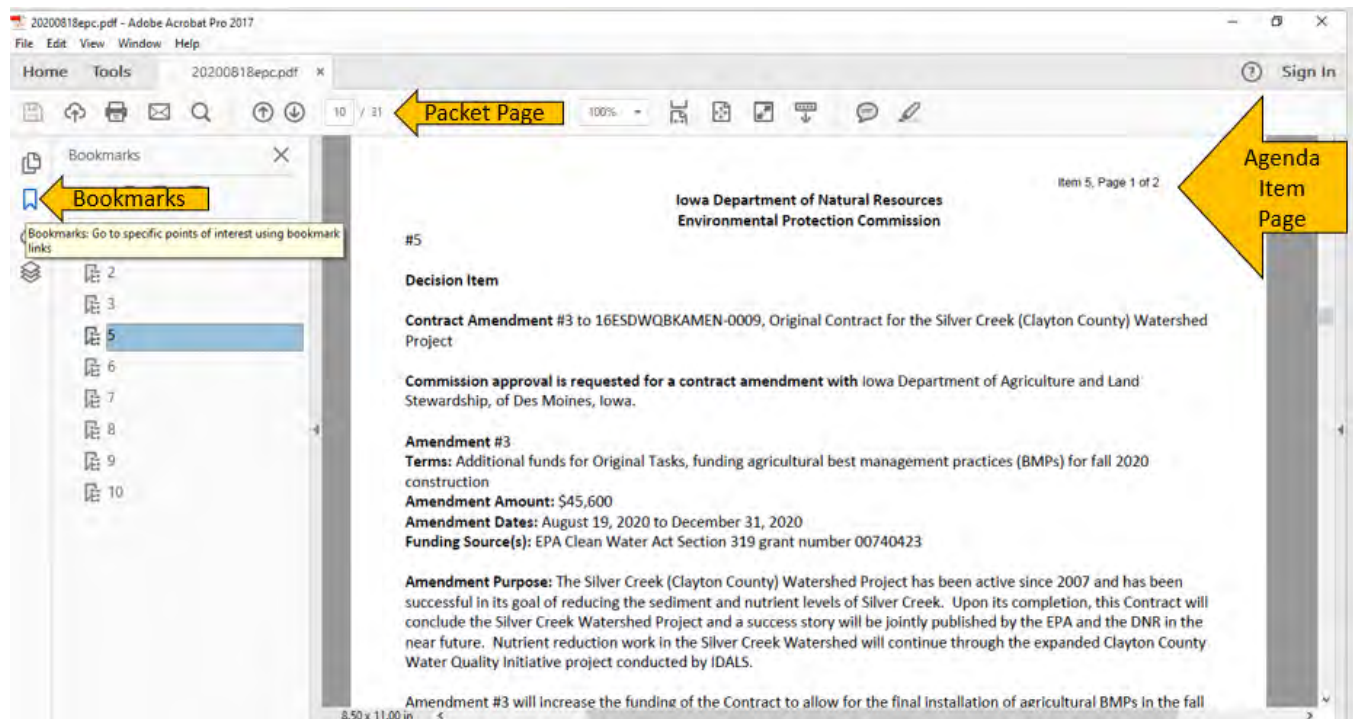 20200818epc.pdf - Adobe Acrobat Pro 2017
File Edit View Window Help
Home Tools 20200818epc.pdf × Sign In
10 / 31 Packet Page 100%
Bookmarks
Bookmarks
Bookmarks: Go to specific points of interest using bookmark
links
2
3
5
6
7
8
9
10
Agenda
Item
Page
Item 5, Page 1 of 2
Iowa Department of Natural Resources
Environmental Protection Commission
#5
Decision Item
Contract Amendment #3 to 16ESDWQBKAMEN-0009, Original Contract for the Silver Creek (Clayton County) Watershed
Project
Commission approval is requested for a contract amendment with Iowa Department of Agriculture and Land
Stewardship, of Des Moines, Iowa.
Amendment #3
Terms: Additional funds for Original Tasks, funding agricultural best management practices (BMPs) for fall 2020
construction
Amendment Amount: $45,600
Amendment Dates: August 19, 2020 to December 31, 2020
Funding Source(s): EPA Clean Water Act Section 319 grant number 00740423
Amendment Purpose: The Silver Creek (Clayton County) Watershed Project has been active since 2007 and has been
successful in its goal of reducing the sediment and nutrient levels of Silver Creek. Upon its completion, this Contract will
conclude the Silver Creek Watershed Project and a success story will be jointly published by the EPA and the DNR in the
near future. Nutrient reduction work in the Silver Creek Watershed will continue through the expanded Clayton County
Water Quality Initiative project conducted by IDALS.
Amendment #3 will increase the funding of the Contract to allow for the final installation of agricultural BMPs in the fall
8.50 x 11.00 in